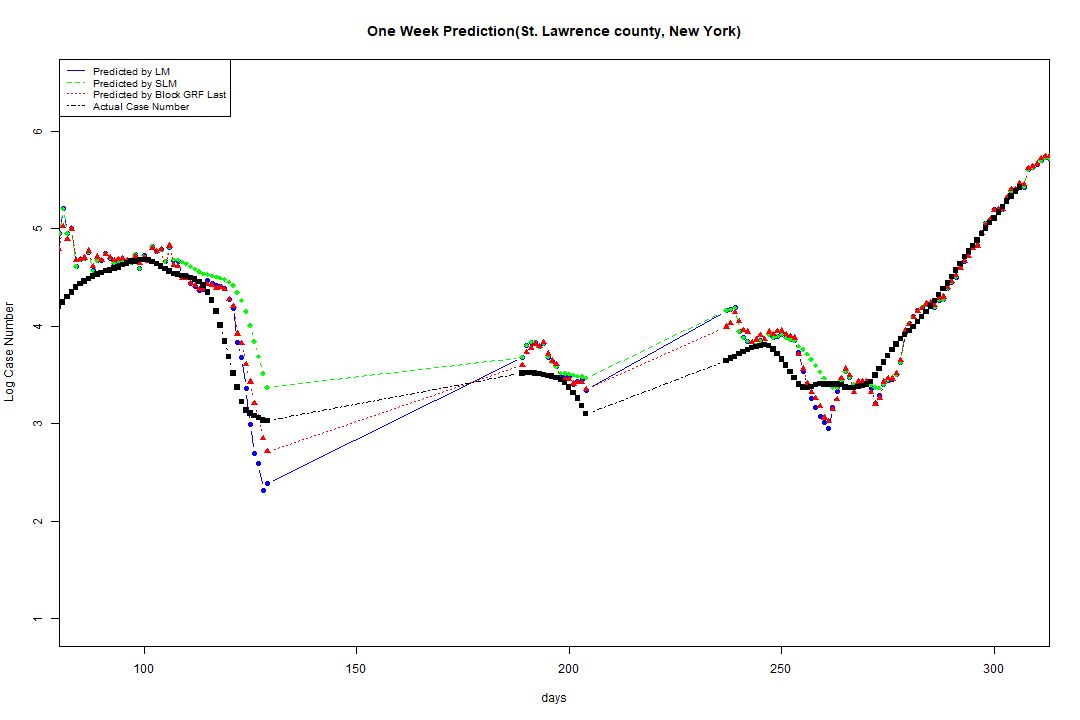 One Week Prediction(St. Lawrence county, New York)
Predicted by LM
Predicted by SLM
Predicted by Block GRF Last
Actual Case Number
6
5
4
3
2
1
Log Case Number
100 150 200 250 300
days